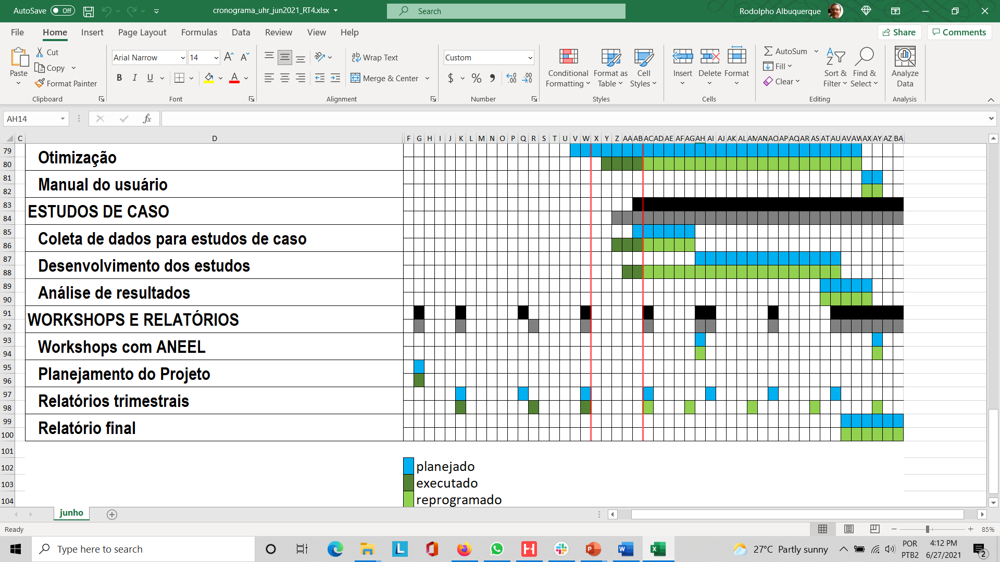 AutoSave Off cronograma_uhr_jun2021_RT4.xlsx Search Rodolpho Albuquerque
File Home Insert Page Layout Formulas Data Review View Help Share Comments
Paste Cut Copy Format Painter
Clipboard
Arial Narrow 14
B I U A
Font
Wrap Text
Merge & Center
Alignment
Custom
$ % ,
Number
Conditional Formatting Format as Table Cell Styles
Styles
Insert Delete Format
Cells
AutoSum
Fill
Clear
Sort & Filter Find & Select
Editing
Analyze Data
Analysis
AH14 fx
C D F G H I J K L M N O P Q R S T U V W X Y Z AA AB AC AD AE AF AG AH AI AJ AK AL AM AN AO AP AQ AR AS AT AU AV AW AX AY AZ BA
79
Otimização
80
81
Manual do usuário
82
83
ESTUDOS DE CASO
84
85
Coleta de dados para estudos de caso
86
87
Desenvolvimento dos estudos
88
89
Análise de resultados
90
91
WORKSHOPS E RELATÓRIOS
92
93
Workshops com ANEEL
94
95
Planejamento do Projeto
96
97
Relatórios trimestrais
98
99
Relatório final
100
101
102 planejado
103 executado
104 reprogramado
junho
Ready 85%
Type here to search 27°C Partly sunny POR PTB2 4:12 PM 6/27/2021 2